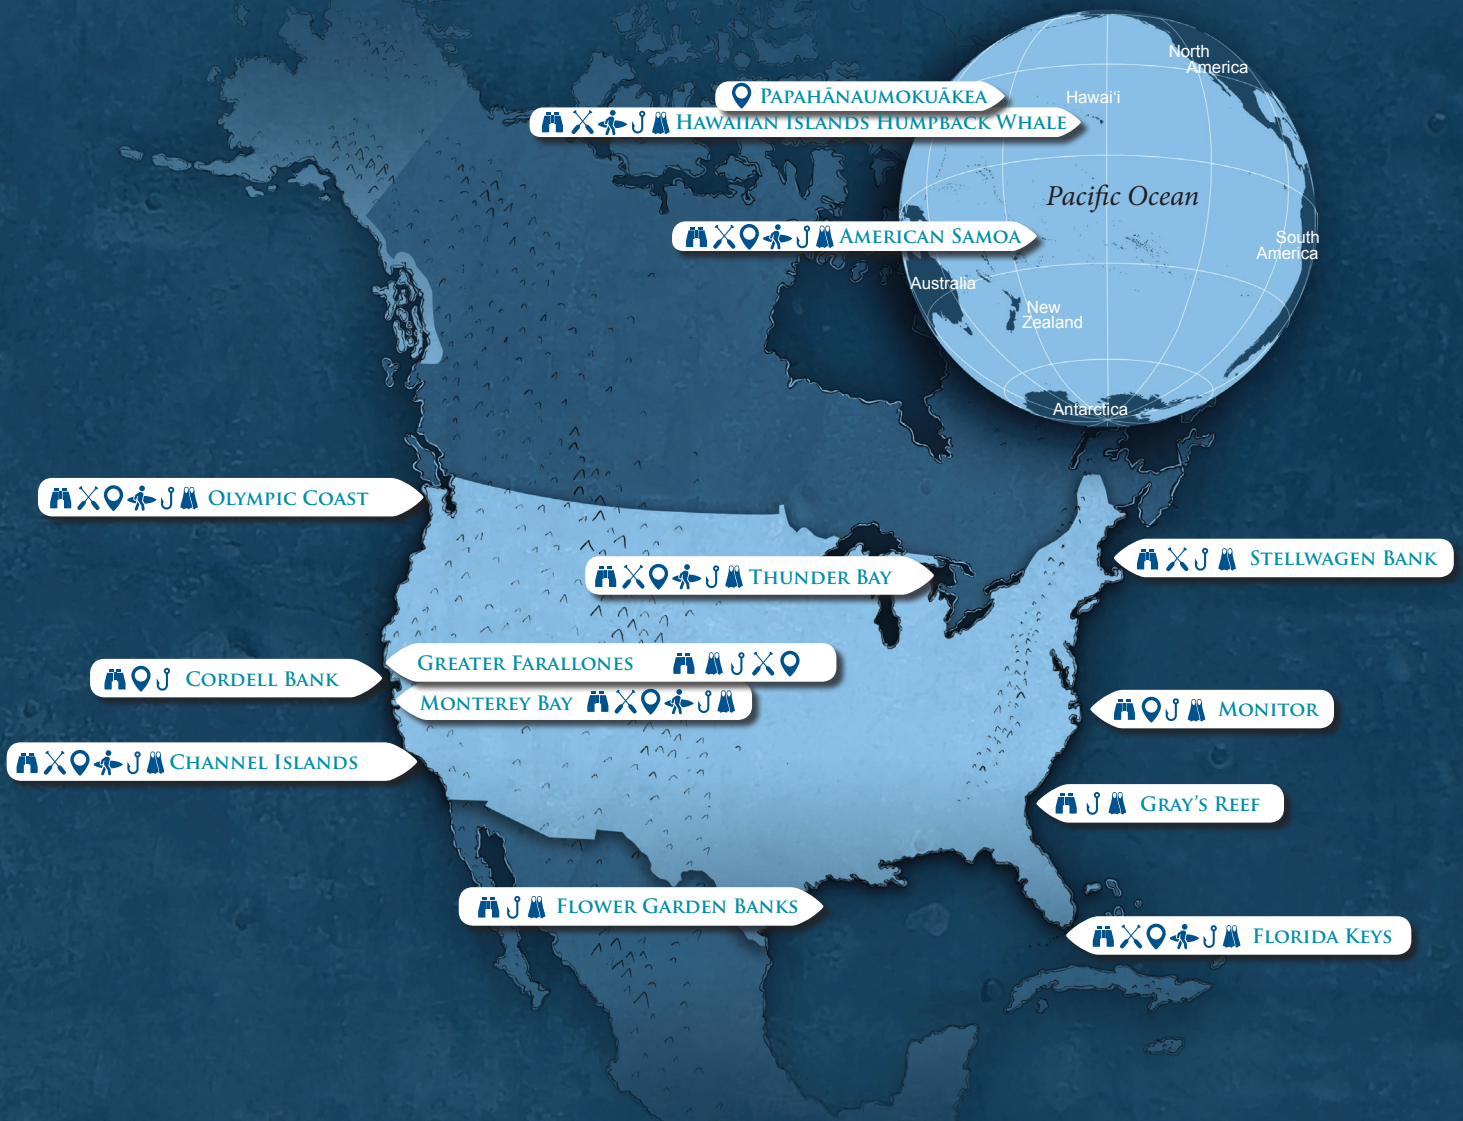 North
America
PAPAHĀNAUMOKUĀKEA
Hawai‘i
HAWAIIAN ISLANDS HUMPBACK WHALE
Pacific Ocean
AMERICAN SAMOA
South
America
Australia
New
Zealand
Antarctica
OLYMPIC COAST
STELLWAGEN BANK
THUNDER BAY
GREATER FARALLONES
CORDELL BANK
MONTEREY BAY
MONITOR
CHANNEL ISLANDS
GRAY’S REEF
FLOWER GARDEN BANKS
FLORIDA KEYS